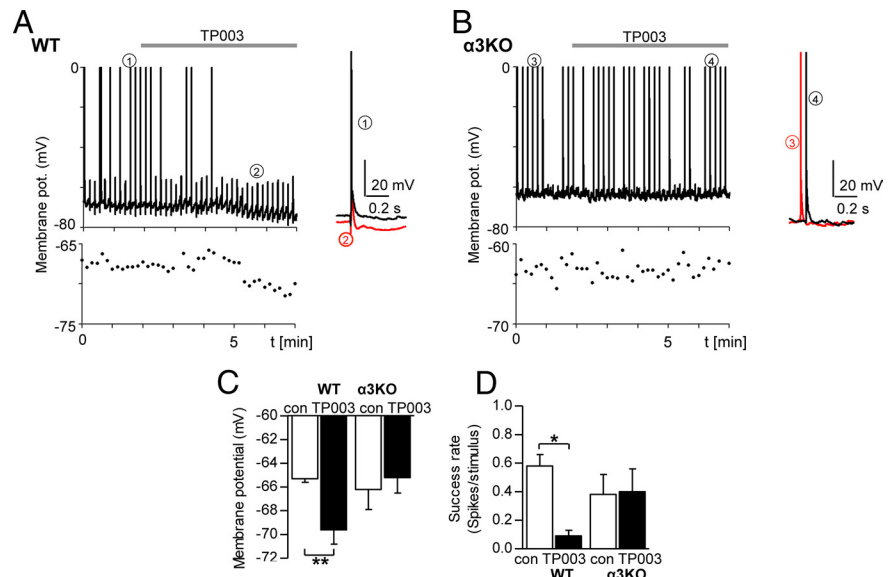 A
WT
TP003
0
-80
Membrane pot. (mV)
-65
-75
0
5
t [min]
1
2
1
2
20 mV
0.2 s
B
α3KO
TP003
0
-80
Membrane pot. (mV)
-60
-70
0
5
t [min]
3
4
3
4
20 mV
0.2 s
C
WT α3KO
con TP003 con TP003
-60
-62
-64
-66
-68
-70
-72
Membrane potential (mV)
**
D
1.0
0.8
0.6
0.4
0.2
0.0
Success rate
(Spikes/stimulus)
*
con TP003 con TP003
WT α3KO